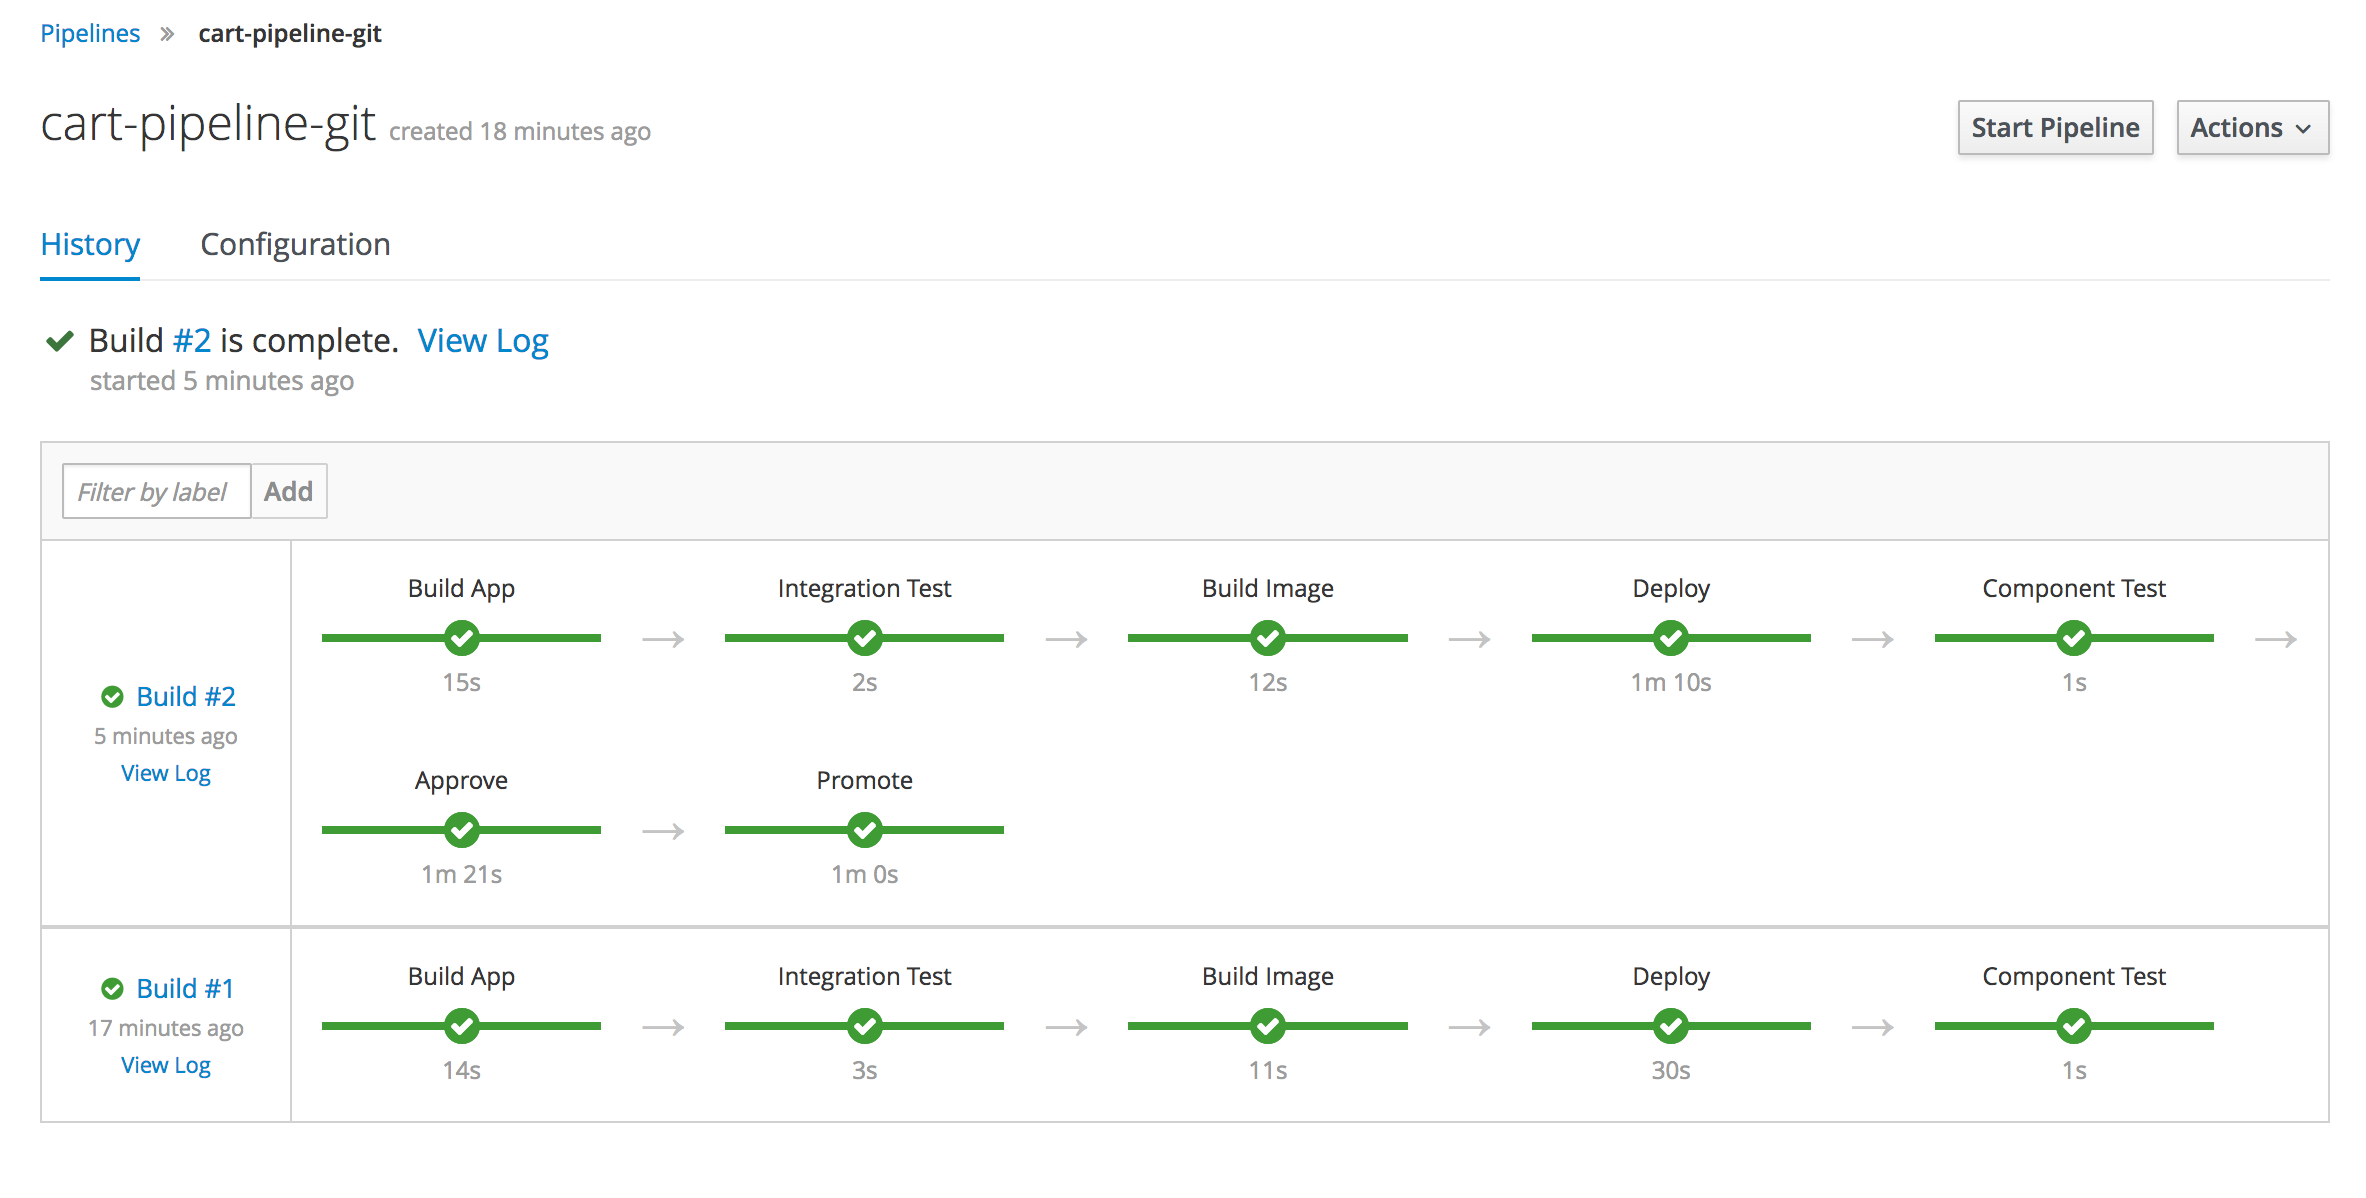 Pipelines » cart-pipeline-git
cart-pipeline-git created 18 minutes ago
Start Pipeline
Actions
History
Configuration
Build #2 is complete. View Log
started 5 minutes ago
Filter by label
Add
Build #2
5 minutes ago
View Log
Build App
Integration Test
Build Image
Deploy
Component Test
15s
2s
12s
1m 10s
1s
Approve
Promote
1m 21s
1m 0s
Build #1
17 minutes ago
View Log
Build App
Integration Test
Build Image
Deploy
Component Test
14s
3s
11s
30s
1s